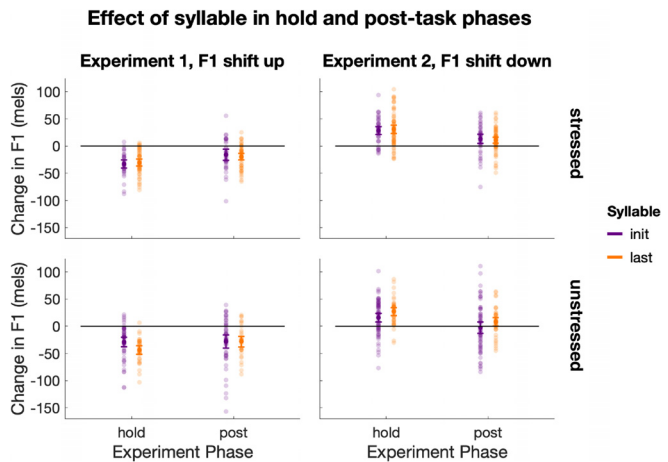 Effect of syllable in hold and post-task phases
Experiment 1, F1 shift up
Experiment 2, F1 shift down
Change in F1 (mels)
100
50
0
-50
-100
-150
stressed
Syllable
init
last
Change in F1 (mels)
100
50
0
-50
-100
-150
unstressed
hold
post
hold
post
Experiment Phase
Experiment Phase